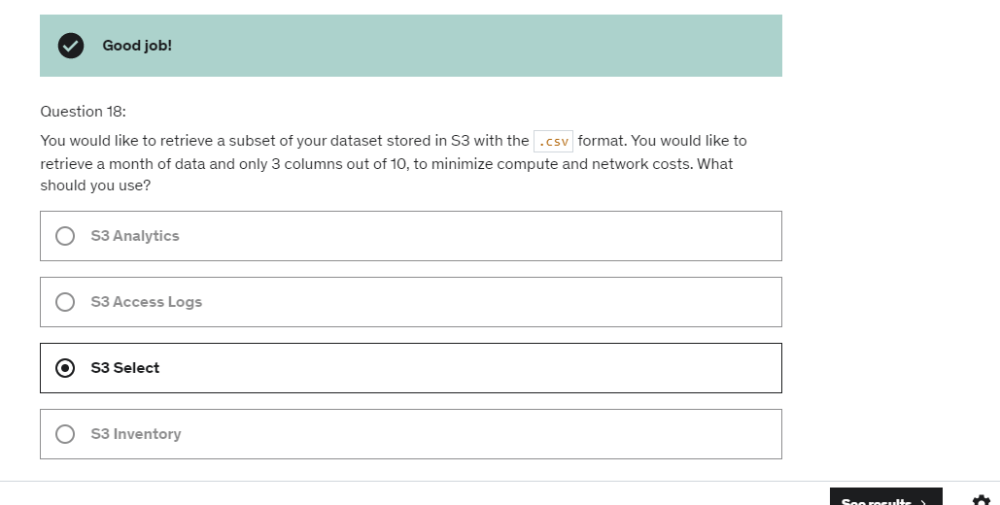 Good job!
Question 18:
You would like to retrieve a subset of your dataset stored in S3 with the .csv format. You would like to
retrieve a month of data and only 3 columns out of 10, to minimize compute and network costs. What
should you use?
S3 Analytics
S3 Access Logs
S3 Select
S3 Inventory
See results